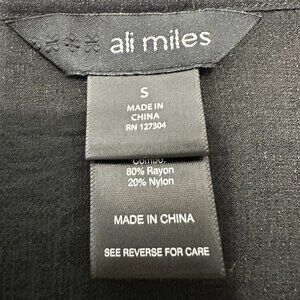 ali miles
S
MADE IN
CHINA
RN 127304
Combo:
80% Rayon
20% Nylon
MADE IN CHINA
SEE REVERSE FOR CARE